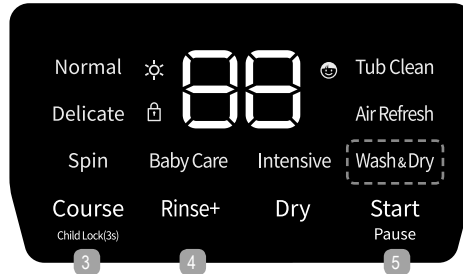 Normal 88 Tub Clean
Delicate Air Refresh
Spin Baby Care Intensive Wash&Dry
Course Rinse+ Dry Start
Child Lock(3s) Pause
3 4 5